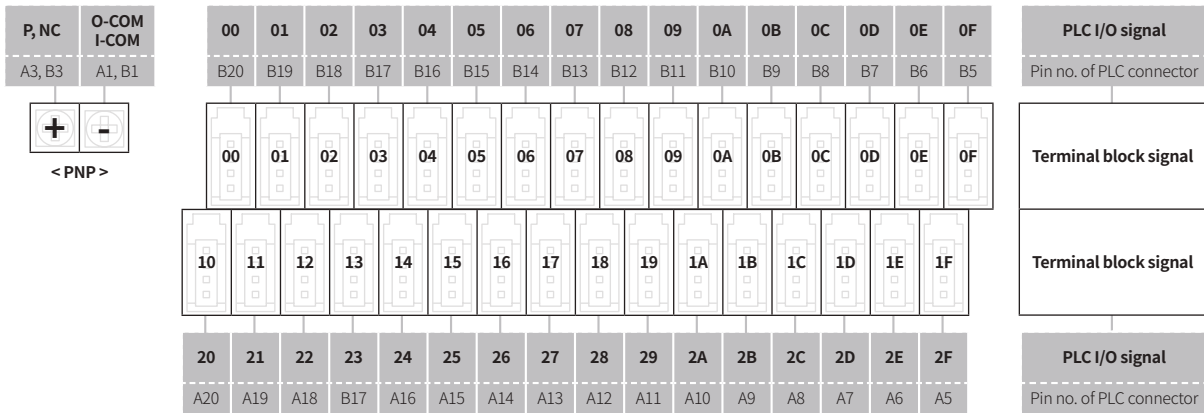 P, NC O-COM I-COM 00 01 02 03 04 05 06 07 08 09 0A 0B 0C 0D 0E 0F PLC I/O signal
A3, B3 A1, B1 B20 B19 B18 B17 B16 B15 B14 B13 B12 B11 B10 B9 B8 B7 B6 B5 Pin no. of PLC connector
+ -
00 01 02 03 04 05 06 07 08 09 0A 0B 0C 0D 0E 0F Terminal block signal
< PNP >
10 11 12 13 14 15 16 17 18 19 1A 1B 1C 1D 1E 1F Terminal block signal
20 21 22 23 24 25 26 27 28 29 2A 2B 2C 2D 2E 2F PLC I/O signal
A20 A19 A18 B17 A16 A15 A14 A13 A12 A11 A10 A9 A8 A7 A6 A5 Pin no. of PLC connector